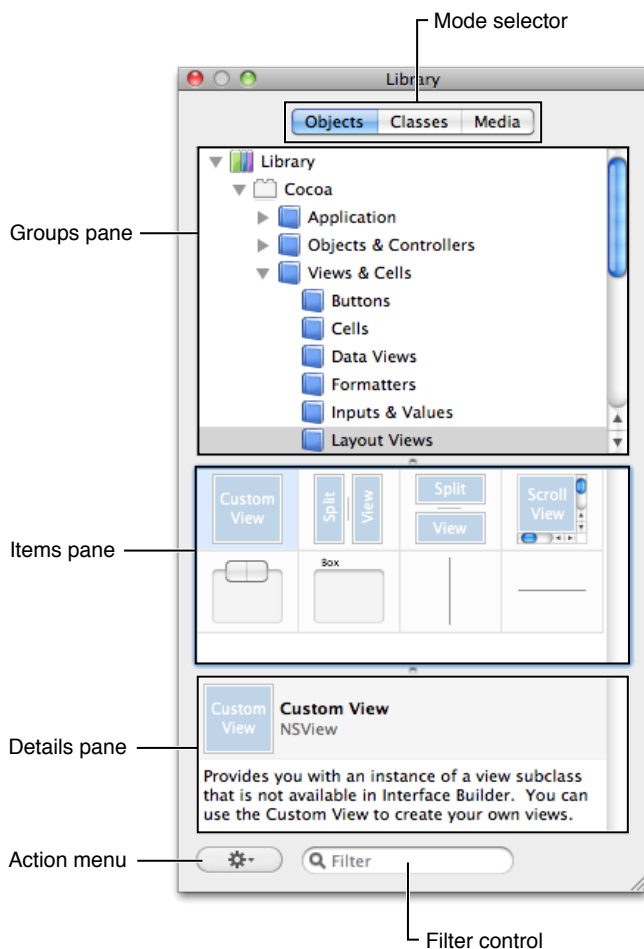 Mode selector
Library
Objects Classes Media
Library
Cocoa
Groups pane
Application
Objects & Controllers
Views & Cells
Buttons
Cells
Data Views
Formatters
Inputs & Values
Layout Views
Items pane
Custom View
Split View
Split View
Scroll View
Box
Details pane
Custom View
Custom View
NSView
Provides you with an instance of a view subclass
that is not available in Interface Builder. You can
use the Custom View to create your own views.
Action menu
Filter
Filter control